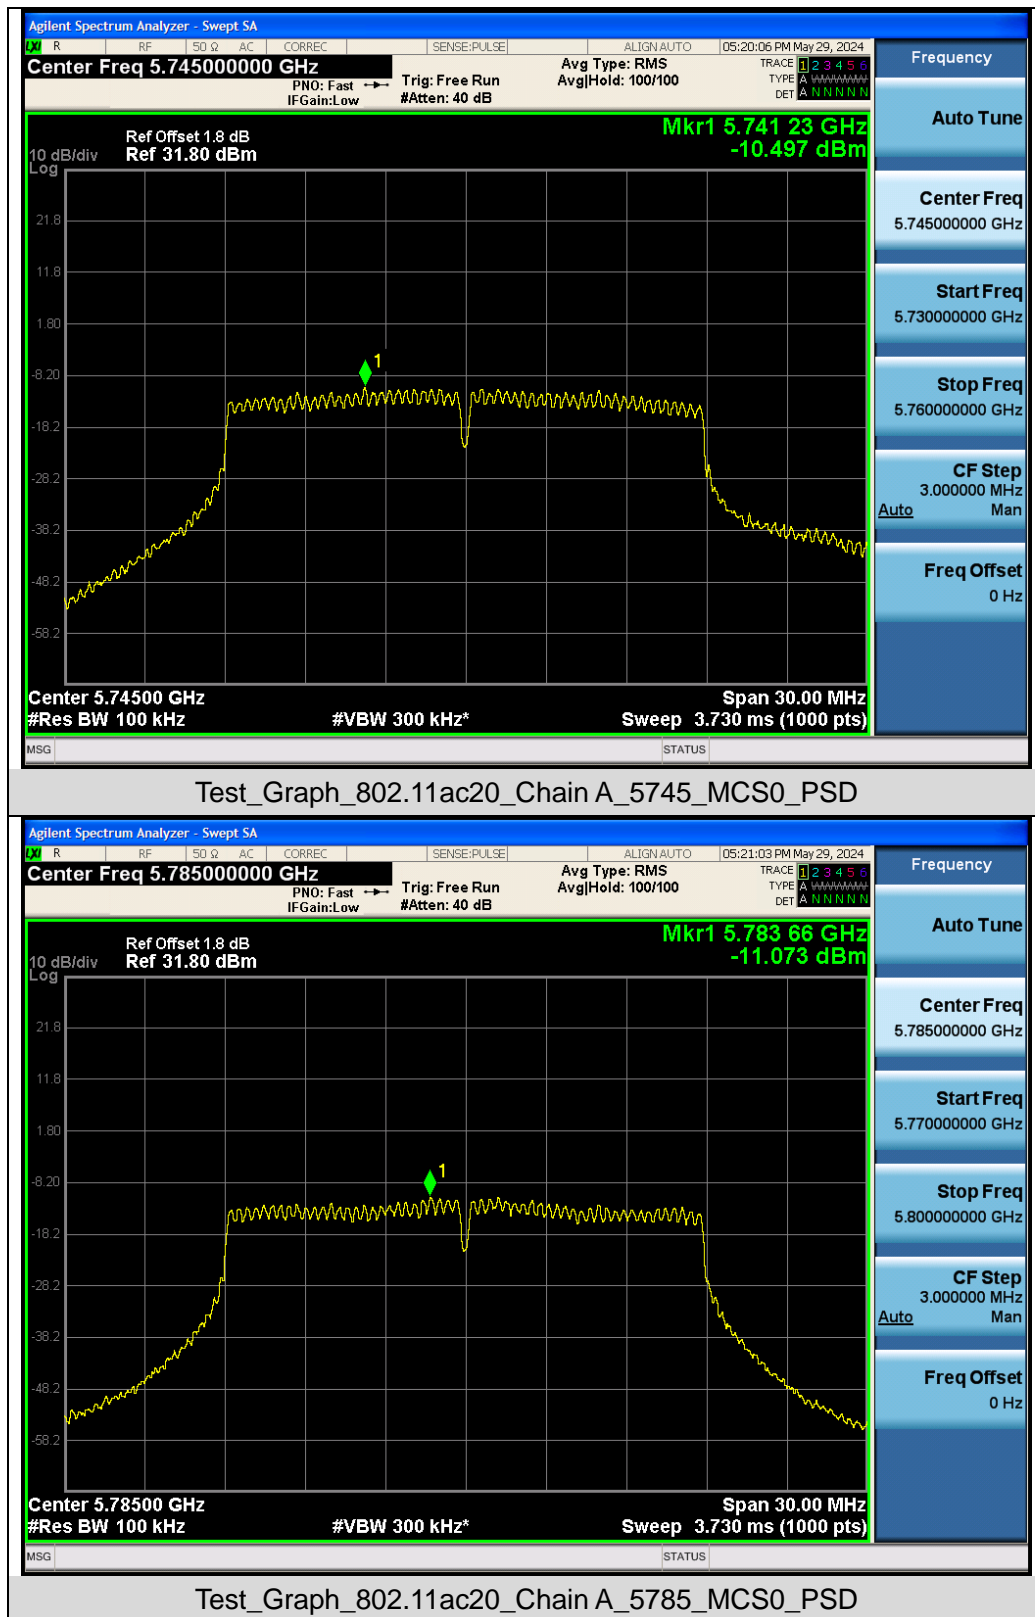 Agilent Spectrum Analyzer - Swept SA
LXI R RF 50 Ω AC CORREC SENSE:PULSE ALIGN AUTO 05:20:06 PM May 29, 2024
Center Freq 5.745000000 GHz
PNO: Fast
IFGain:Low
Trig: Free Run
#Atten: 40 dB
Avg Type: RMS
Avg|Hold: 100/100
TRACE 1 2 3 4 5 6
TYPE A WWWWW
DET A N N N N N
Ref Offset 1.8 dB
10 dB/div Ref 31.80 dBm
Log
Mkr1 5.741 23 GHz
-10.497 dBm
21.8
11.8
1.80
1
-8.20
-18.2
-28.2
-38.2
-48.2
-58.2
Center 5.74500 GHz Span 30.00 MHz
#Res BW 100 kHz #VBW 300 kHz* Sweep 3.730 ms (1000 pts)
MSG STATUS
Frequency
Auto Tune
Center Freq
5.745000000 GHz
Start Freq
5.730000000 GHz
Stop Freq
5.760000000 GHz
CF Step
3.000000 MHz
Auto Man
Freq Offset
0 Hz
Test_Graph_802.11ac20_Chain A_5745_MCS0_PSD
Agilent Spectrum Analyzer - Swept SA
LXI R RF 50 Ω AC CORREC SENSE:PULSE ALIGN AUTO 05:21:03 PM May 29, 2024
Center Freq 5.785000000 GHz
PNO: Fast
IFGain:Low
Trig: Free Run
#Atten: 40 dB
Avg Type: RMS
Avg|Hold: 100/100
TRACE 1 2 3 4 5 6
TYPE A WWWWW
DET A N N N N N
Ref Offset 1.8 dB
10 dB/div Ref 31.80 dBm
Log
Mkr1 5.783 66 GHz
-11.073 dBm
21.8
11.8
1.80
1
-8.20
-18.2
-28.2
-38.2
-48.2
-58.2
Center 5.78500 GHz Span 30.00 MHz
#Res BW 100 kHz #VBW 300 kHz* Sweep 3.730 ms (1000 pts)
MSG STATUS
Frequency
Auto Tune
Center Freq
5.785000000 GHz
Start Freq
5.770000000 GHz
Stop Freq
5.800000000 GHz
CF Step
3.000000 MHz
Auto Man
Freq Offset
0 Hz
Test_Graph_802.11ac20_Chain A_5785_MCS0_PSD